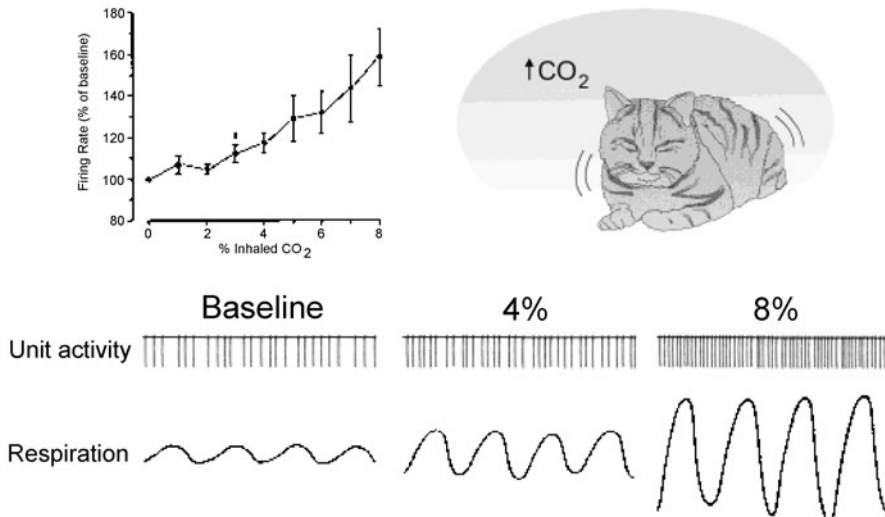 180
160
140
120
100
80
Firing Rate (% of baseline)
0 2 4 6 8
% Inhaled CO₂
↑CO₂
Baseline 4% 8%
Unit activity
Respiration